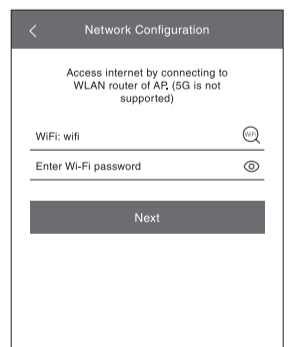 Network Configuration
Access internet by connecting to
WLAN router of AP, (5G is not
supported)
WiFi: wifi
WiFi
Enter Wi-Fi password
Next